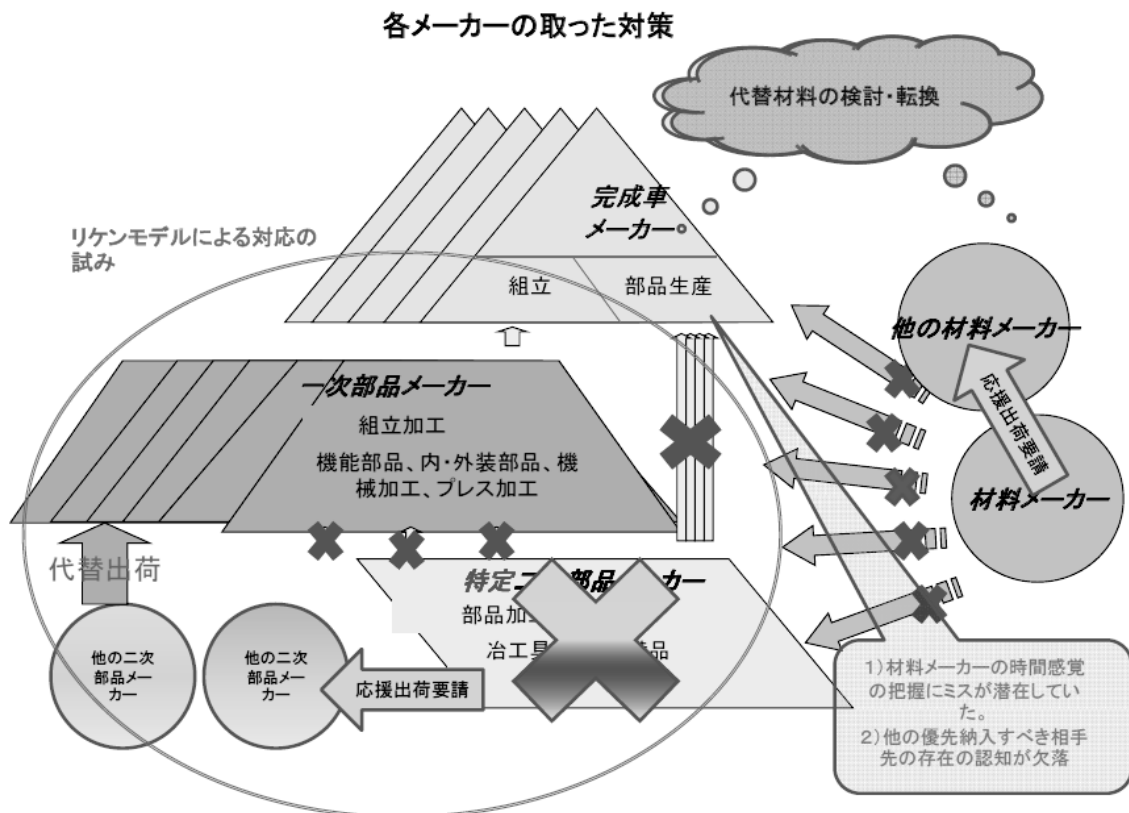 各メーカーの取った対策
代替材料の検討・転換
完成車
メーカー
リケンモデルによる対応の
試み
組立
部品生産
他の材料メーカー
応援出荷要請
材料メーカー
一次部品メーカー
組立加工
機能部品、内・外装部品、機
械加工、プレス加工
代替出荷
特定二 部品 ーカー
部品加
冶工具 品
他の二次
部品メー
カー
他の二次
部品メー
カー
応援出荷要請
1)材料メーカーの時間感覚
の把握にミスが潜在してい
た。
2)他の優先納入すべき相手
先の存在の認知が欠落